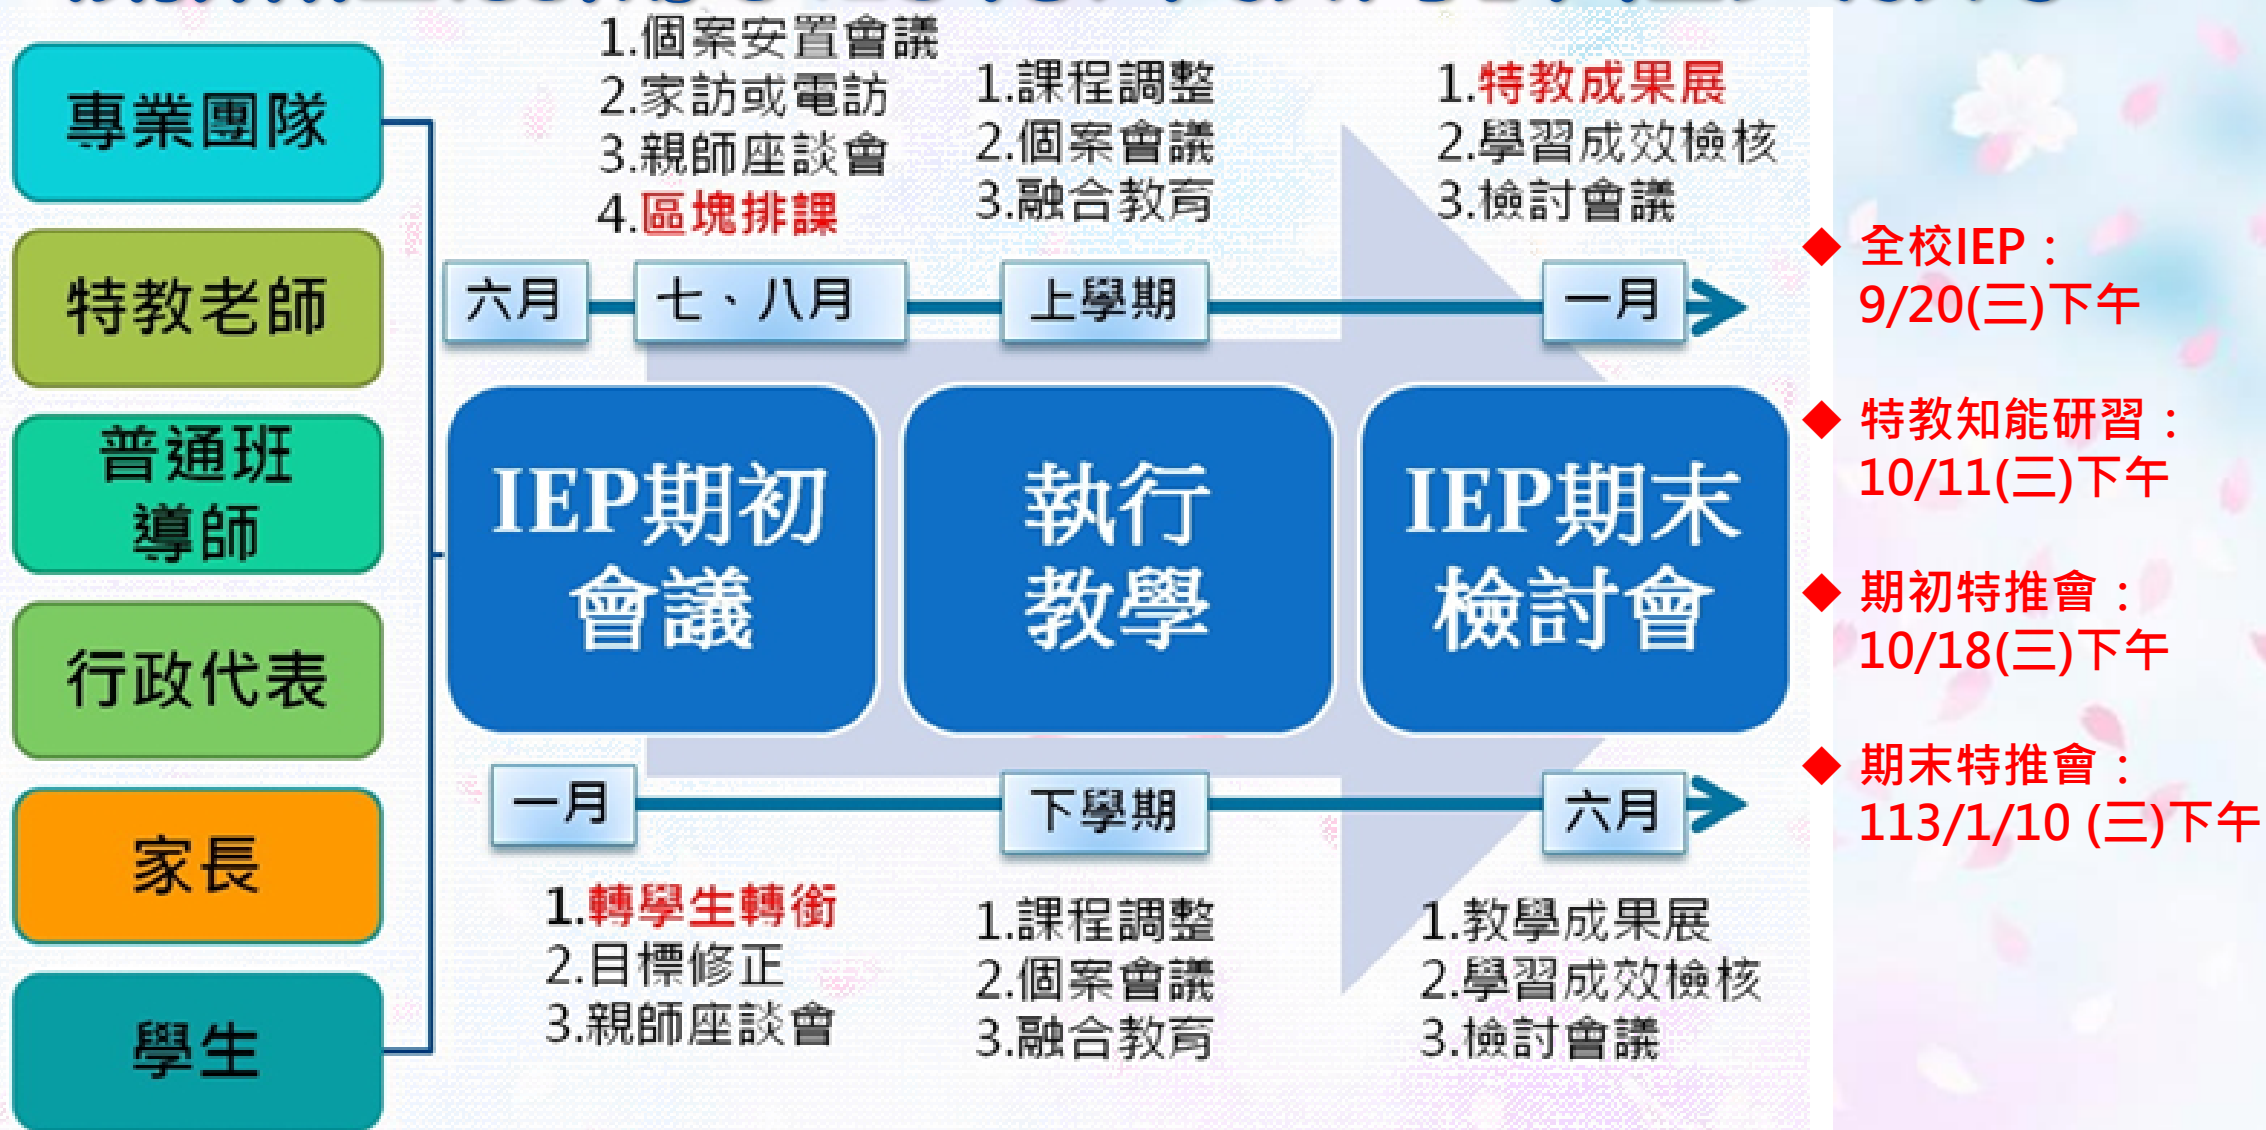 專業團隊
特教老師
普通班
導師
行政代表
家長
學生
1.個案安置會議
2.家訪或電訪
3.親師座談會
4.區塊排課
1.課程調整
2.個案會議
3.融合教育
1.特教成果展
2.學習成效檢核
3.檢討會議
六月
七、八月
上學期
一月
IEP期初
會議
執行
教學
IEP期末
檢討會
一月
下學期
六月
1.轉學生轉銜
2.目標修正
3.親師座談會
1.課程調整
2.個案會議
3.融合教育
1.教學成果展
2.學習成效檢核
3.檢討會議
◆ 全校IEP：
9/20(三)下午
◆ 特教知能研習：
10/11(三)下午
◆ 期初特推會：
10/18(三)下午
◆ 期末特推會：
113/1/10 (三)下午